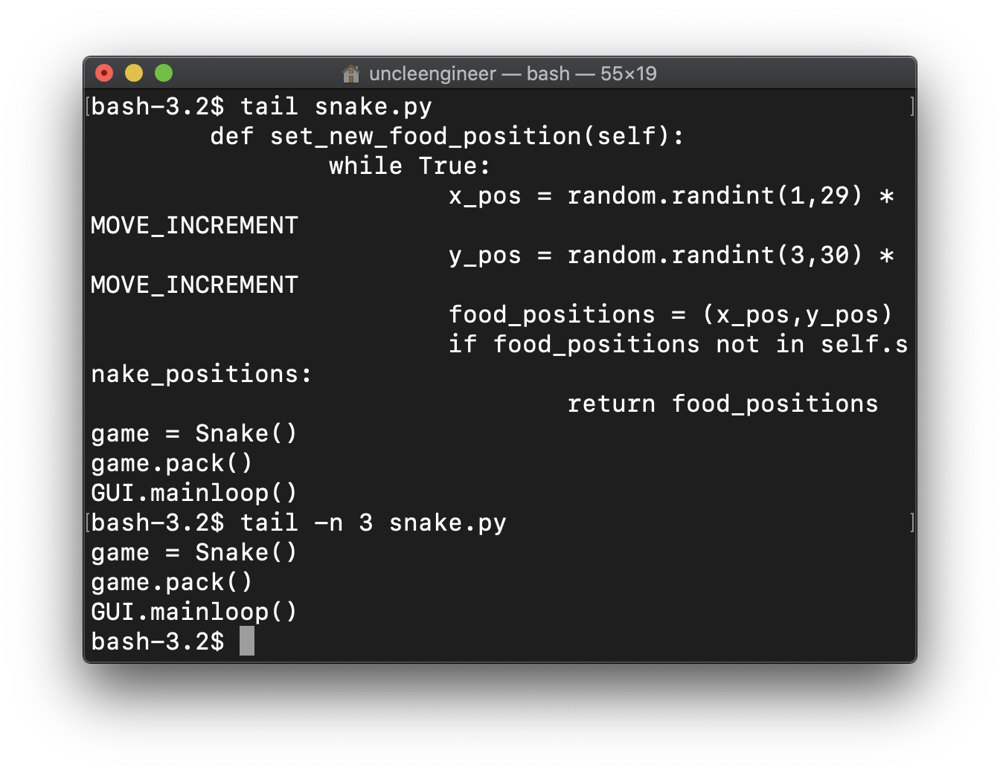 uncleengineer — bash — 55×19
[bash-3.2$ tail snake.py ]
        def set_new_food_position(self):
                while True:
                        x_pos = random.randint(1,29) *
MOVE_INCREMENT
                        y_pos = random.randint(3,30) *
MOVE_INCREMENT
                        food_positions = (x_pos,y_pos)
                        if food_positions not in self.s
nake_positions:
                                return food_positions
game = Snake()
game.pack()
GUI.mainloop()
[bash-3.2$ tail -n 3 snake.py ]
game = Snake()
game.pack()
GUI.mainloop()
bash-3.2$